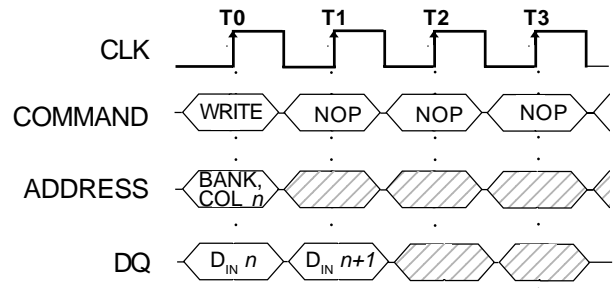 T0 T1 T2 T3
CLK
COMMAND WRITE NOP NOP NOP
ADDRESS BANK,
COL n
DQ DIN n DIN n+1